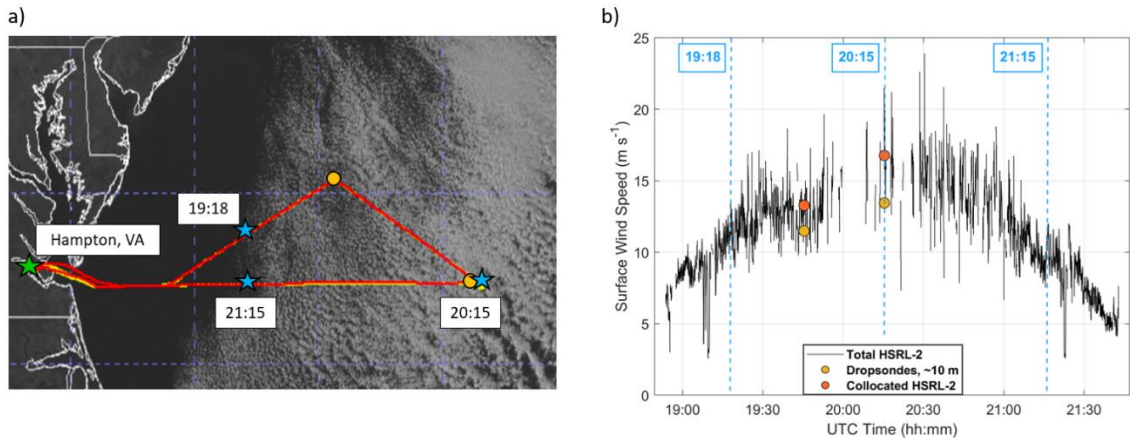 a)
19:18
Hampton, VA
21:15
20:15
b)
Surface Wind Speed (m s⁻¹)
25
20
15
10
5
0
19:18
20:15
21:15
Total HSRL-2
Dropsondes, ~10 m
Collocated HSRL-2
19:00
19:30
20:00
20:30
21:00
21:30
UTC Time (hh:mm)